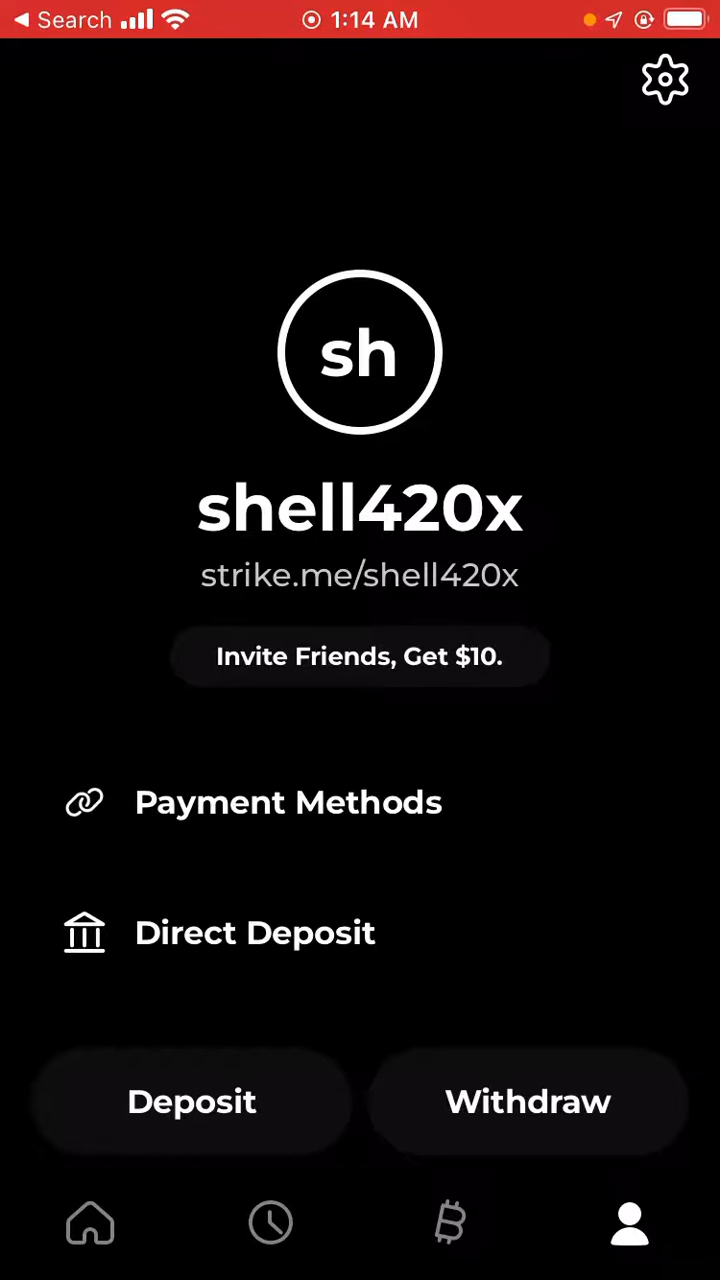 Search 1:14 AM
sh
shell420x
strike.me/shell420x
Invite Friends, Get $10.
Payment Methods
Direct Deposit
Deposit Withdraw